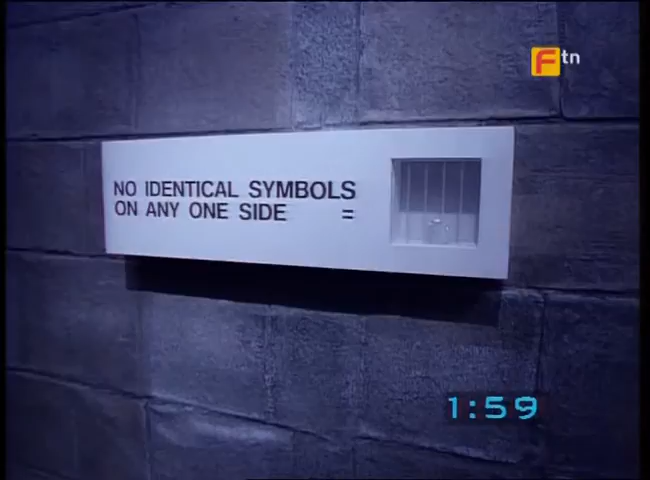 Ftn
NO IDENTICAL SYMBOLS
ON ANY ONE SIDE =
1:59